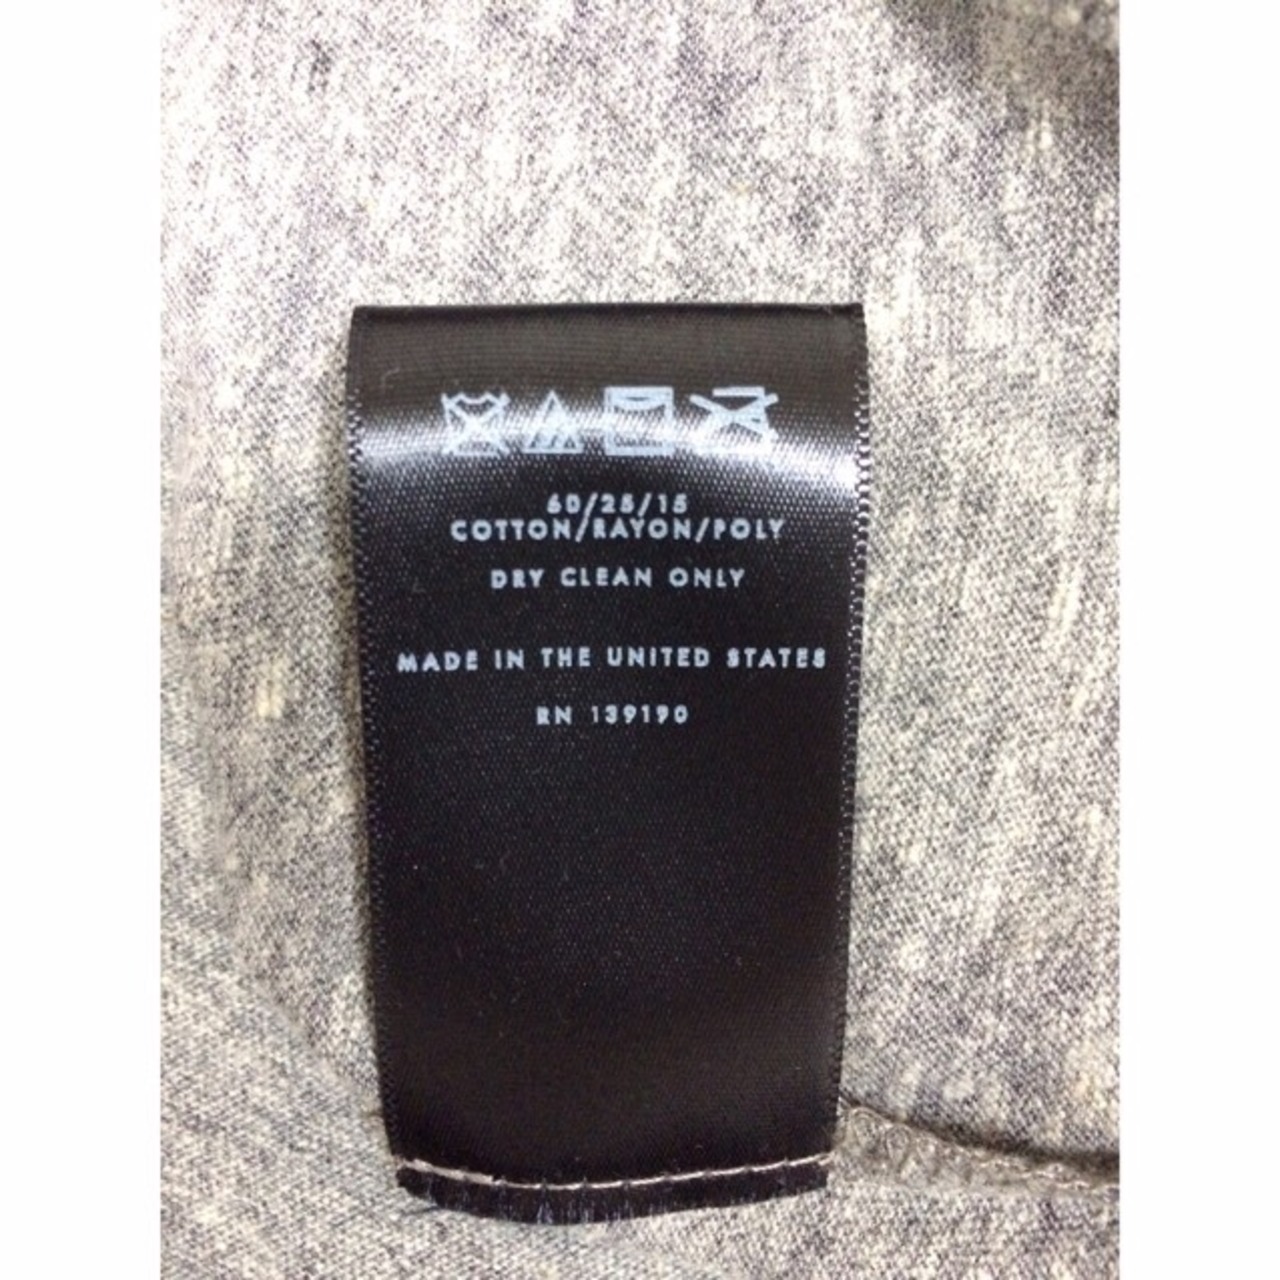 60/25/15
COTTON/RAYON/POLY
DRY CLEAN ONLY
MADE IN THE UNITED STATES
RN 139190